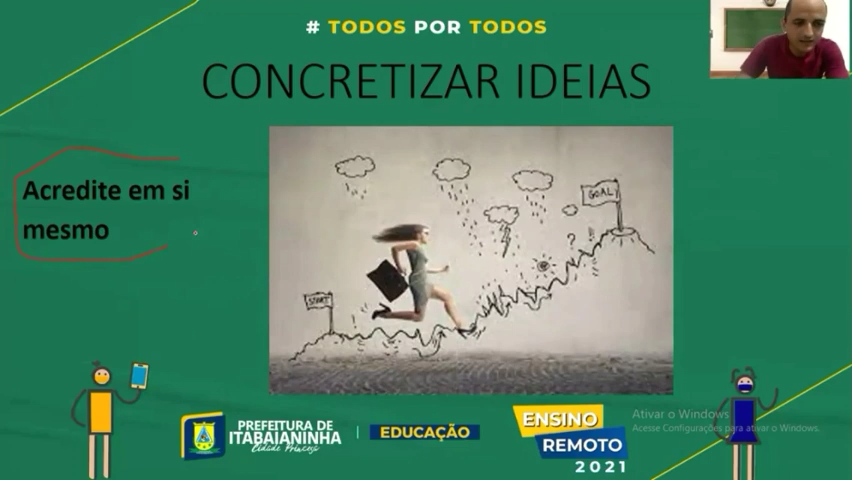 # TODOS POR TODOS
CONCRETIZAR IDEIAS
Acredite em si
mesmo
START
GOAL
PREFEITURA DE
ITABAIANINHA
Cidade Princesa
EDUCAÇÃO
ENSINO
REMOTO
2021
Ativar o Windows
Acesse Configurações para ativar o Windows.